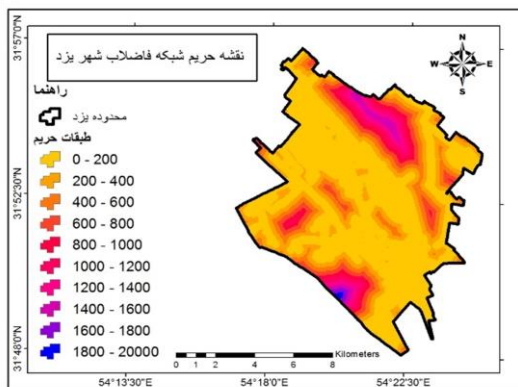 نقشه حریم شبکه فاضلاب شهر یزد
N
W E
S
راهنما
محدوده یزد
طبقات حریم
0 - 200
200 - 400
400 - 600
600 - 800
800 - 1000
1000 - 1200
1200 - 1400
1400 - 1600
1600 - 1800
1800 - 20000
Kilometers
0 1 2 4 6 8
31°57'0"N
31°52'30"N
31°48'0"N
54°13'30"E
54°18'0"E
54°22'30"E